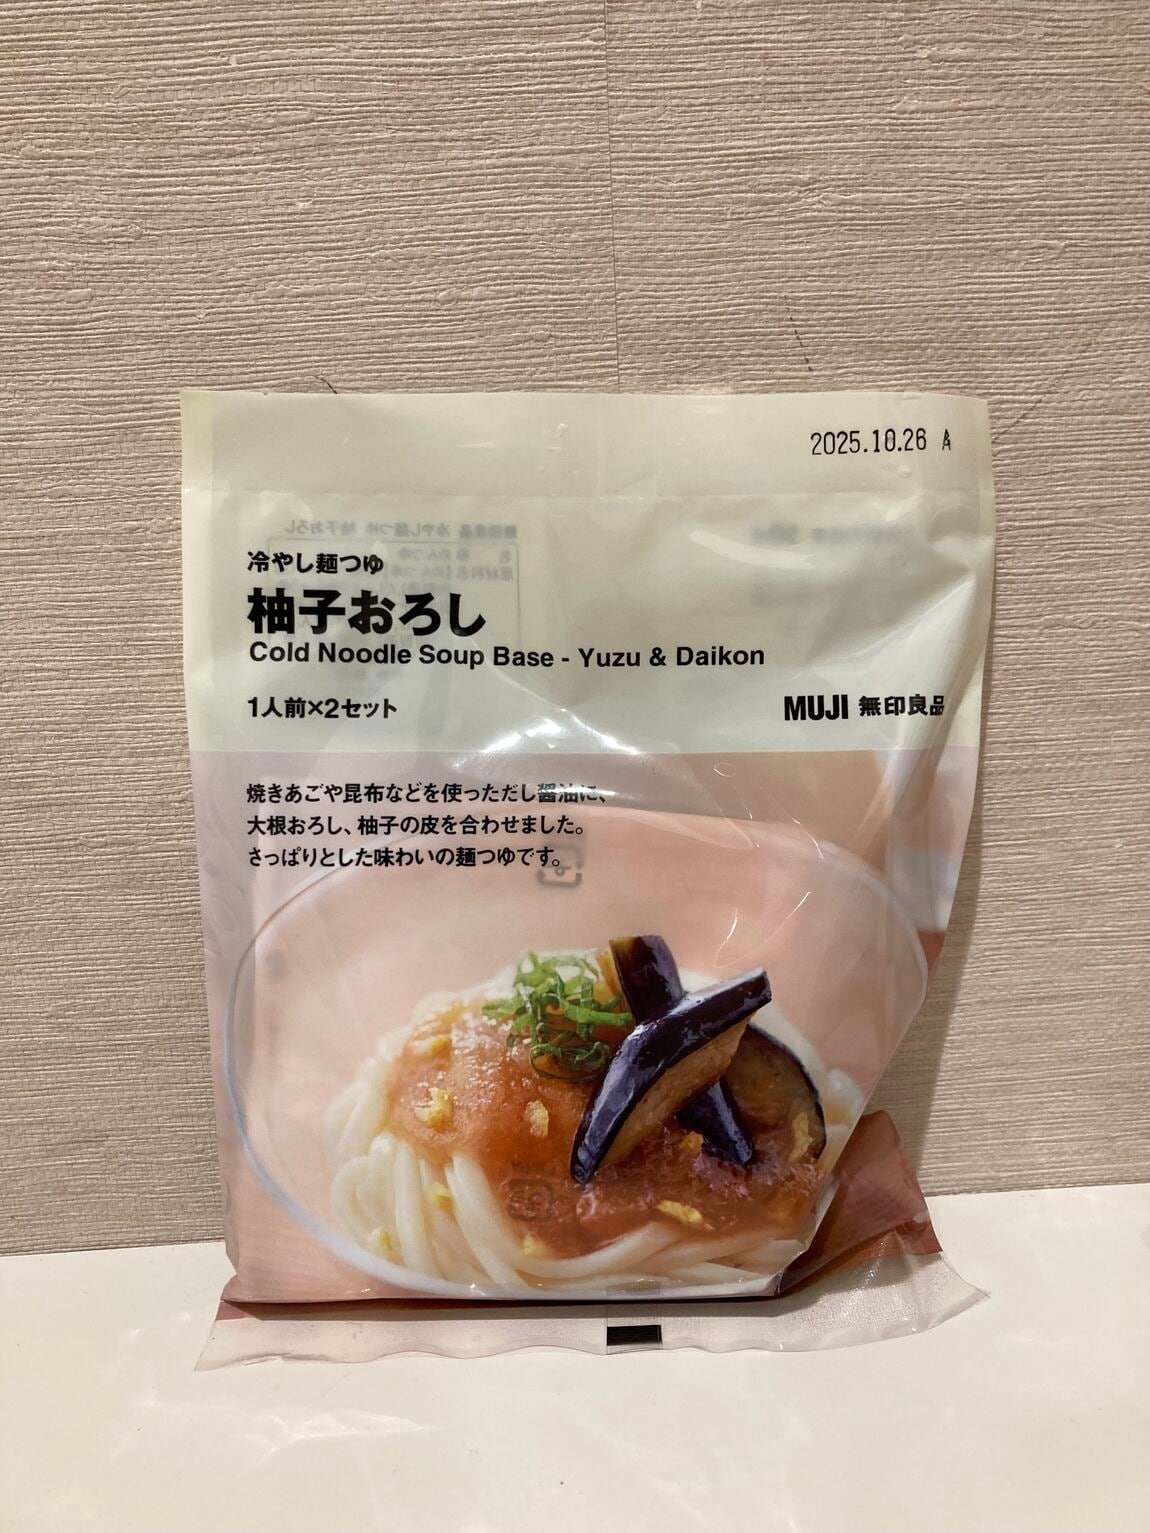 2025.10.26 A
冷やし麺つゆ
柚子おろし
Cold Noodle Soup Base - Yuzu & Daikon
1人前×2セット
MUJI 無印良品
焼きあごや昆布などを使っただし醤油に、
大根おろし、柚子の皮を合わせました。
さっぱりとした味わいの麺つゆです。